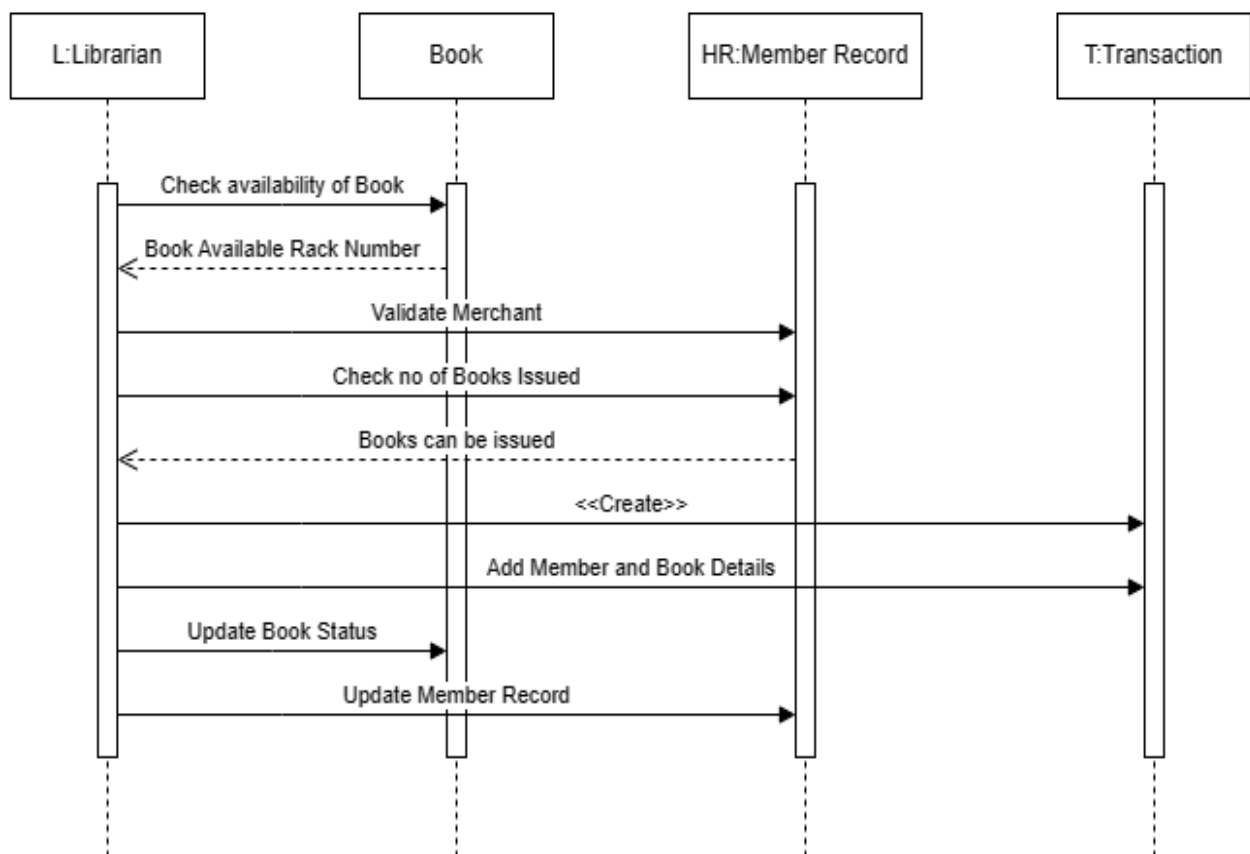 L:Librarian
Book
HR:Member Record
T:Transaction
Check availability of Book
Book Available Rack Number
Validate Merchant
Check no of Books Issued
Books can be issued
<<Create>>
Add Member and Book Details
Update Book Status
Update Member Record